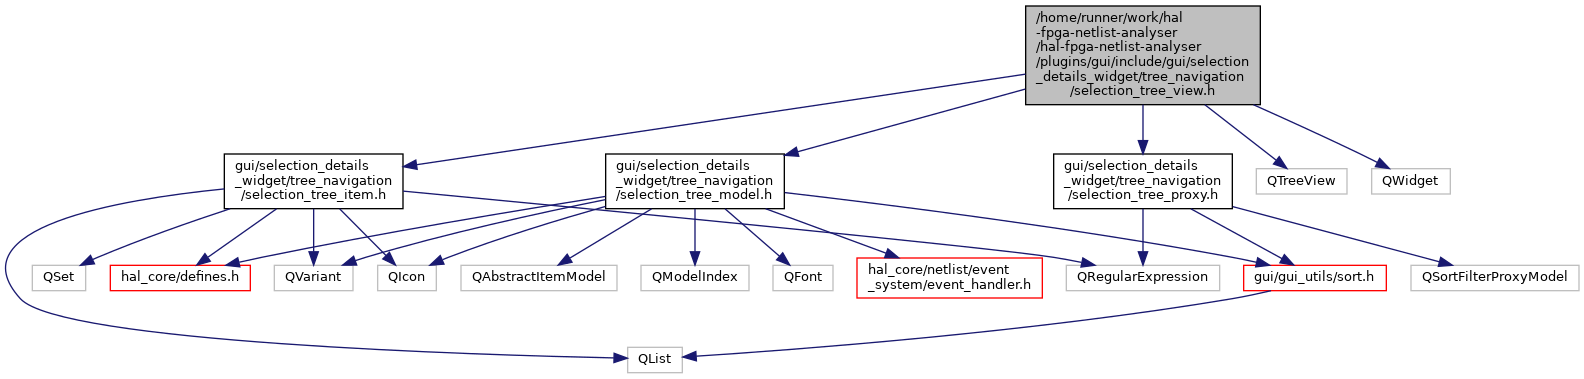 /home/runner/work/hal
-fpga-netlist-analyser
/hal-fpga-netlist-analyser
/plugins/gui/include/gui/selection
_details_widget/tree_navigation
/selection_tree_view.h
gui/selection_details
_widget/tree_navigation
/selection_tree_item.h
gui/selection_details
_widget/tree_navigation
/selection_tree_model.h
gui/selection_details
_widget/tree_navigation
/selection_tree_proxy.h
QTreeView
QWidget
QSet
hal_core/defines.h
QVariant
QIcon
QAbstractItemModel
QModelIndex
QFont
hal_core/netlist/event
_system/event_handler.h
QRegularExpression
gui/gui_utils/sort.h
QSortFilterProxyModel
QList